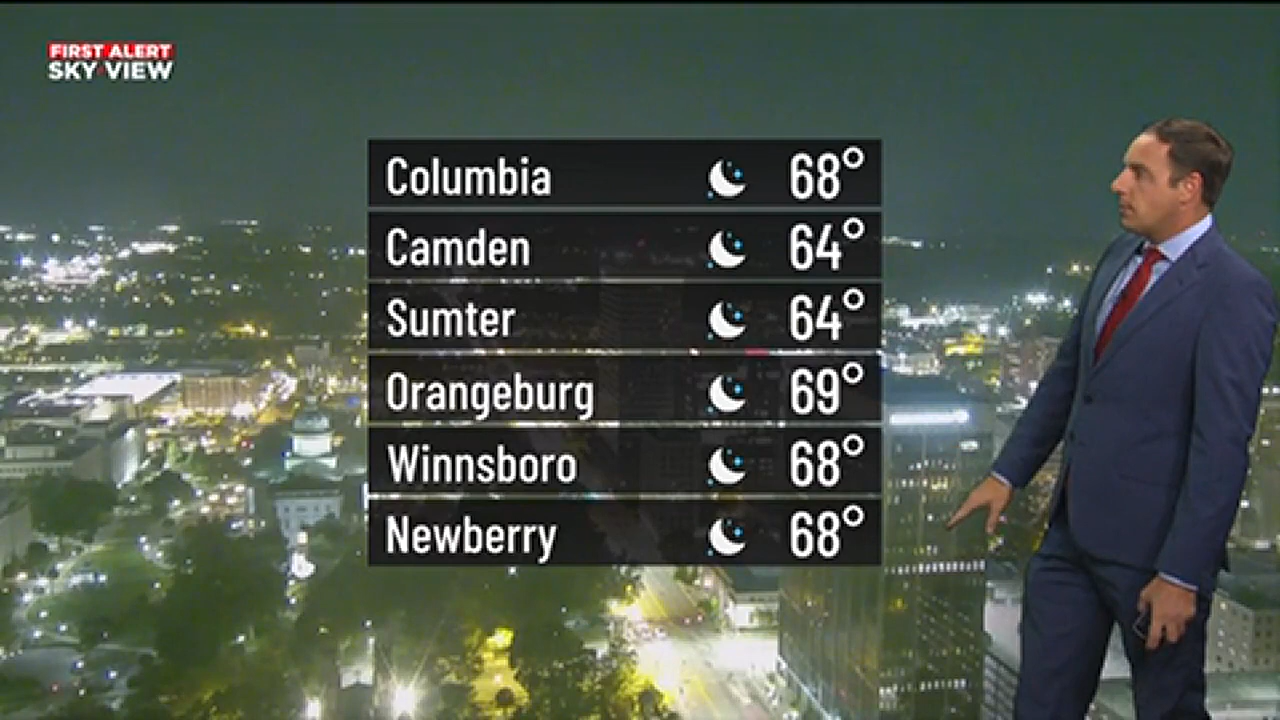 FIRST ALERT
SKY VIEW
Columbia 68°
Camden 64°
Sumter 64°
Orangeburg 69°
Winnsboro 68°
Newberry 68°